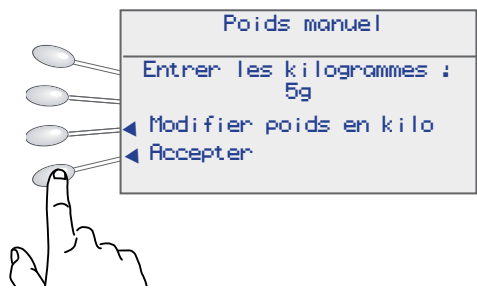 Poids manuel
Entrer les kilogrammes :
5g
Modifier poids en kilo
Accepter